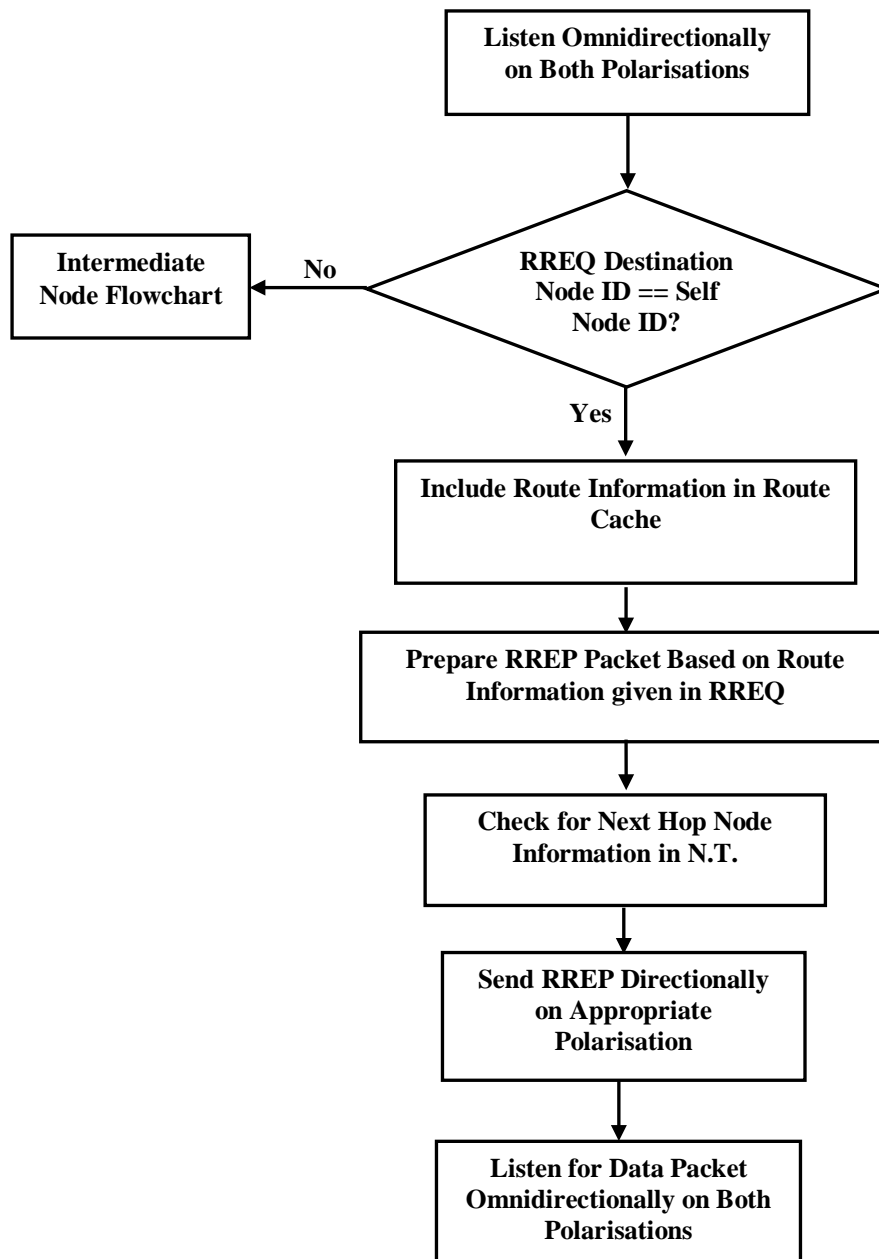 Listen Omnidirectionally
on Both Polarisations
RREQ Destination
Node ID == Self
Node ID?
No
Intermediate
Node Flowchart
Yes
Include Route Information in Route
Cache
Prepare RREP Packet Based on Route
Information given in RREQ
Check for Next Hop Node
Information in N.T.
Send RREP Directionally
on Appropriate
Polarisation
Listen for Data Packet
Omnidirectionally on Both
Polarisations